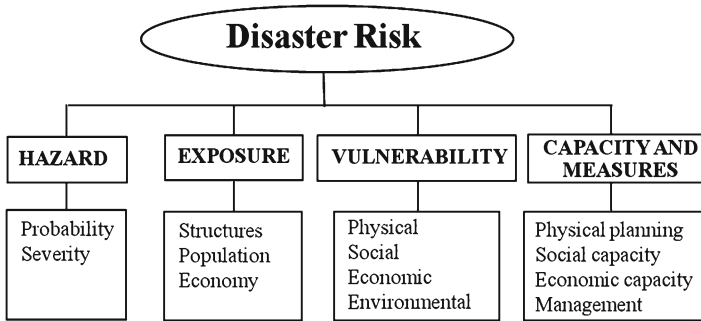 Disaster Risk
HAZARD
EXPOSURE
VULNERABILITY
CAPACITY AND
MEASURES
Probability
Severity
Structures
Population
Economy
Physical
Social
Economic
Environmental
Physical planning
Social capacity
Economic capacity
Management